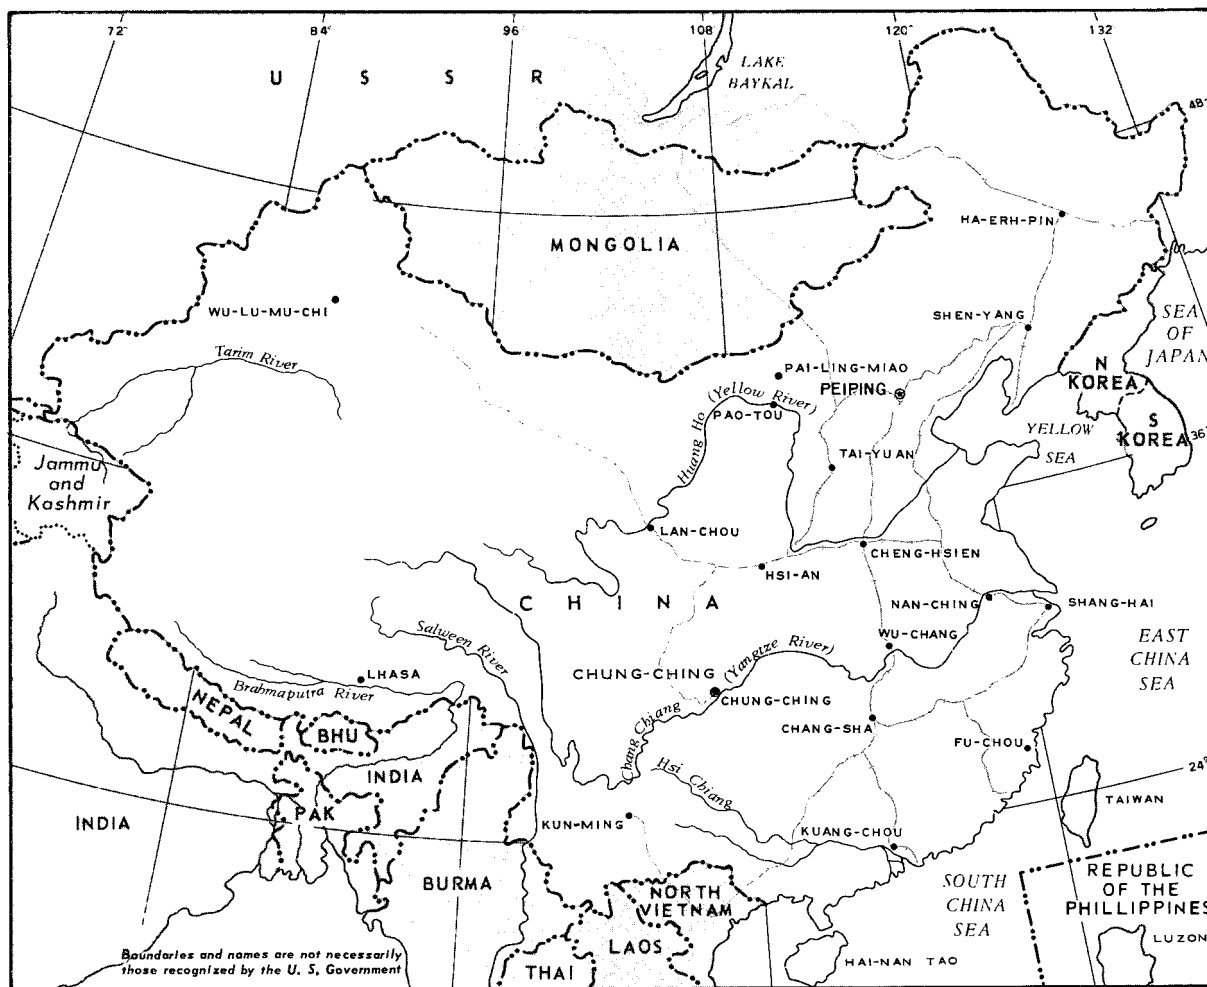 72°
84°
96
108
120°
132
U S S R
LAKE
BAYKAL
48°
HA-ERH-PIN
MONGOLIA
WU-LU-MU-CHI
SHEN-YANG
SEA
OF
JAPAN
Tarim River
PAI-LING-MIAO
PEIPING
N
KOREA
Huang Ho (Yellow River)
PAO-TOU
YELLOW
SEA
S
KOREA
36°
TAI-YUAN
Jammu
and
Kashmir
LAN-CHOU
CHENG-HSIEN
HSI-AN
CHINA
NAN-CHING
SHANG-HAI
Salween River
WU-CHANG
EAST
CHINA
SEA
LHASA
CHUNG-CHING
Chang Chiang (Yangtze River)
Brahmaputra River
CHUNG-CHING
NEPAL
BHU
CHANG-SHA
FU-CHOU
INDIA
Hsi Chiang
24°
TAIWAN
PAK
INDIA
KUN-MING
KUANG-CHOU
BURMA
NORTH
VIETNAM
SOUTH
CHINA
SEA
REPUBLIC
OF THE
PHILLIPPINES
LAOS
LUZON
Boundaries and names are not necessarily
those recognized by the U. S, Government
THAI
HAI-NAN TAO